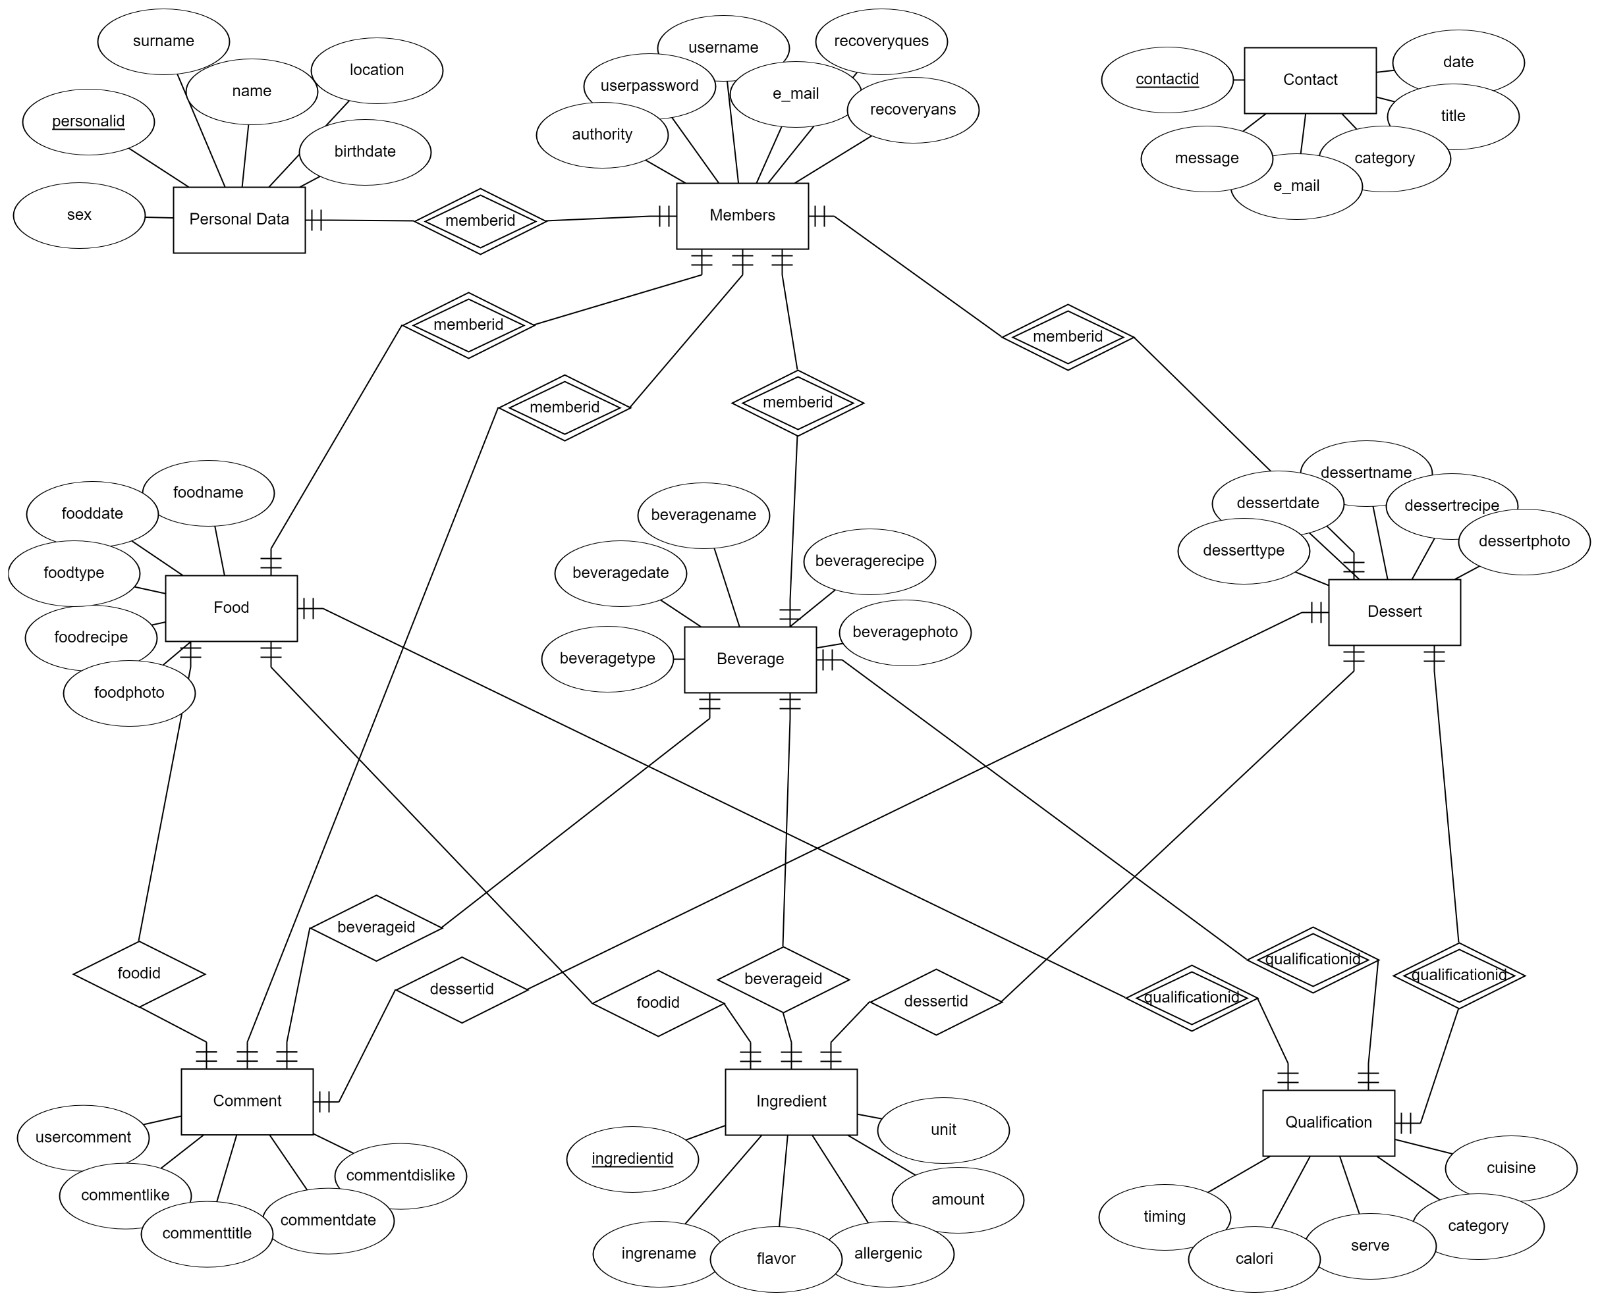 surname
username
recoveryques
location
date
contactid
Contact
name
userpassword
e_mail
recoveryans
title
personalid
authority
birthdate
message
category
e_mail
sex
Personal Data
memberid
Members
memberid
memberid
memberid
memberid
memberid
dessertname
foodname
dessertdate
dessertrecipe
fooddate
beveragename
dessertphoto
desserttype
beveragerecipe
foodtype
beveragedate
Food
Dessert
foodrecipe
beveragephoto
beveragetype
Beverage
foodphoto
beverageid
qualificationid
foodid
beverageid
qualificationid
dessertid
qualificationid
foodid
dessertid
Comment
Ingredient
Qualification
usercomment
unit
ingredientid
cuisine
commentdislike
commentlike
amount
timing
commentdate
category
commenttitle
serve
ingrename
flavor
allergenic
calori